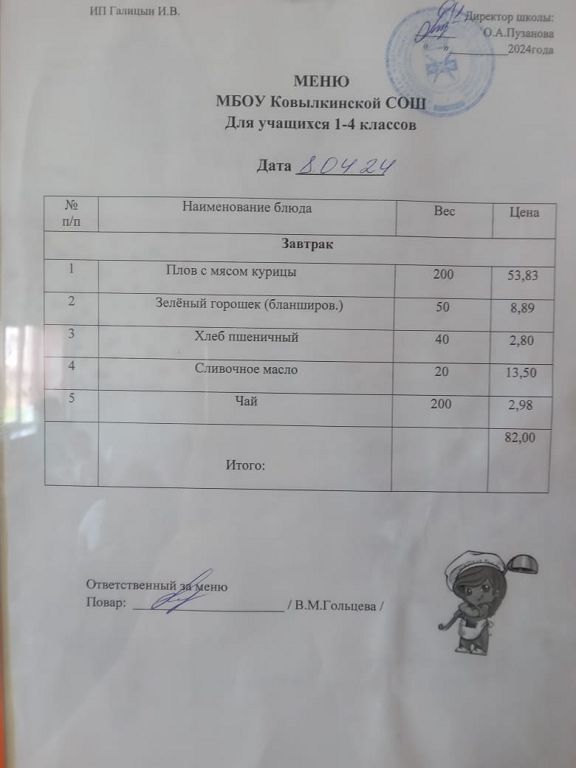 ИП Галицын И.В.
Директор школы:
О.А.Пузанова
"__"__________2024года
МЕНЮ
МБОУ Ковылкинской СОШ
Для учащихся 1-4 классов
Дата 8.04.24
№ п/п Наименование блюда Вес Цена
Завтрак
1 Плов с мясом курицы 200 53,83
2 Зелёный горошек (бланширов.) 50 8,89
3 Хлеб пшеничный 40 2,80
4 Сливочное масло 20 13,50
5 Чай 200 2,98
Итого: 82,00
Ответственный за меню
Повар: ______________________ / В.М.Гольцева /